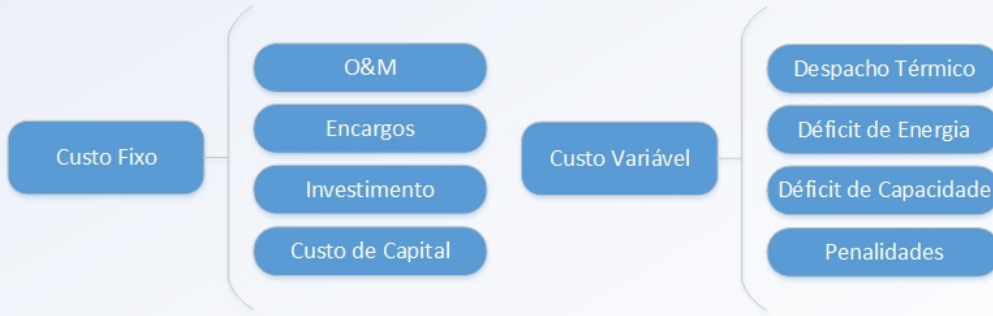 Custo Fixo
O&M
Encargos
Investimento
Custo de Capital
Custo Variável
Despacho Térmico
Déficit de Energia
Déficit de Capacidade
Penalidades